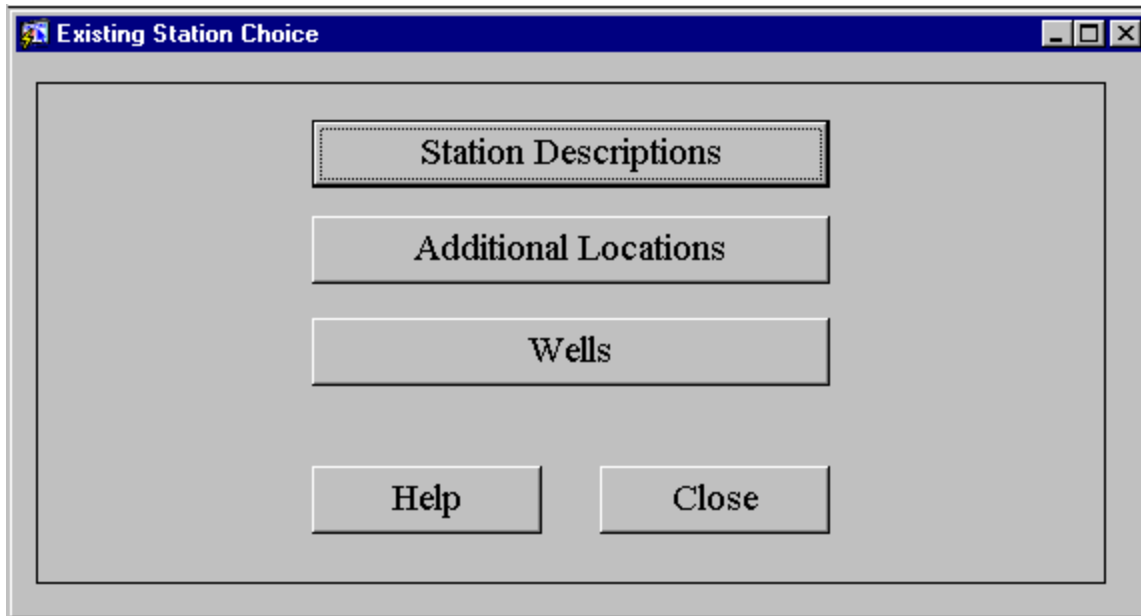 Existing Station Choice
Station Descriptions
Additional Locations
Wells
Help
Close